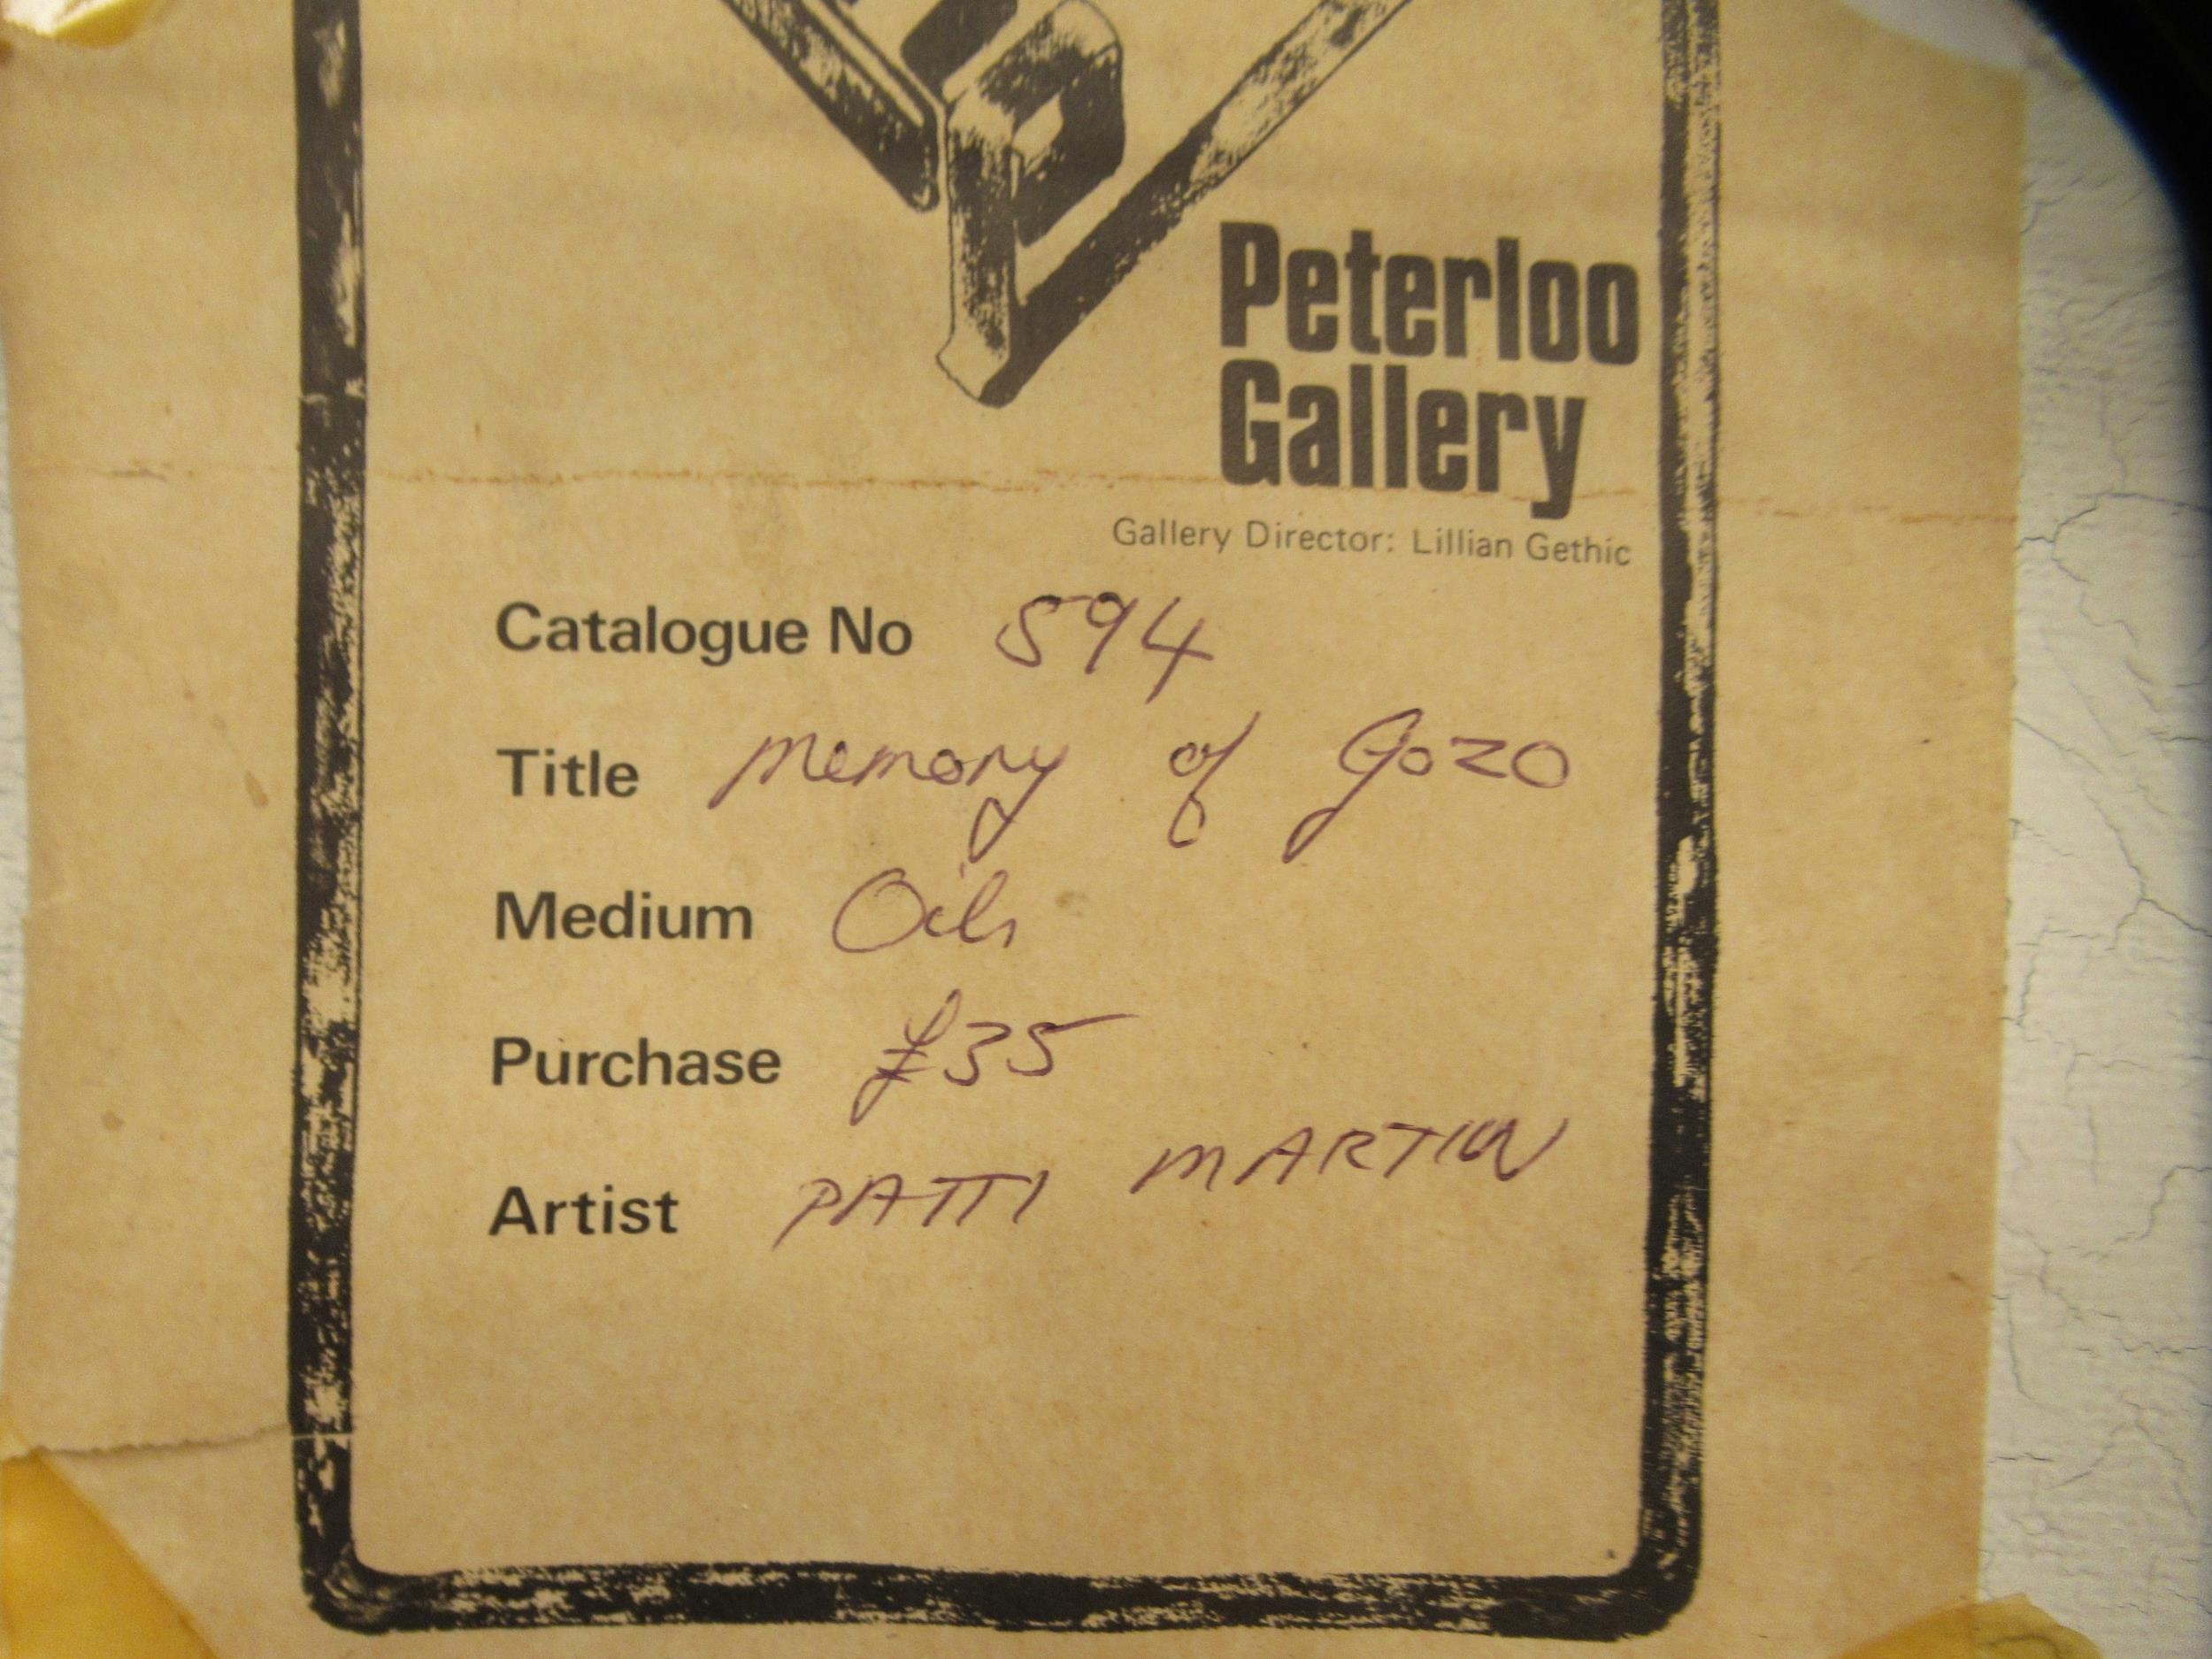 Peterloo
Gallery
Gallery Director: Lillian Gethic
Catalogue No 594
Title Memory of Gozo
Medium Oils
Purchase £35
Artist PATTI MARTIN